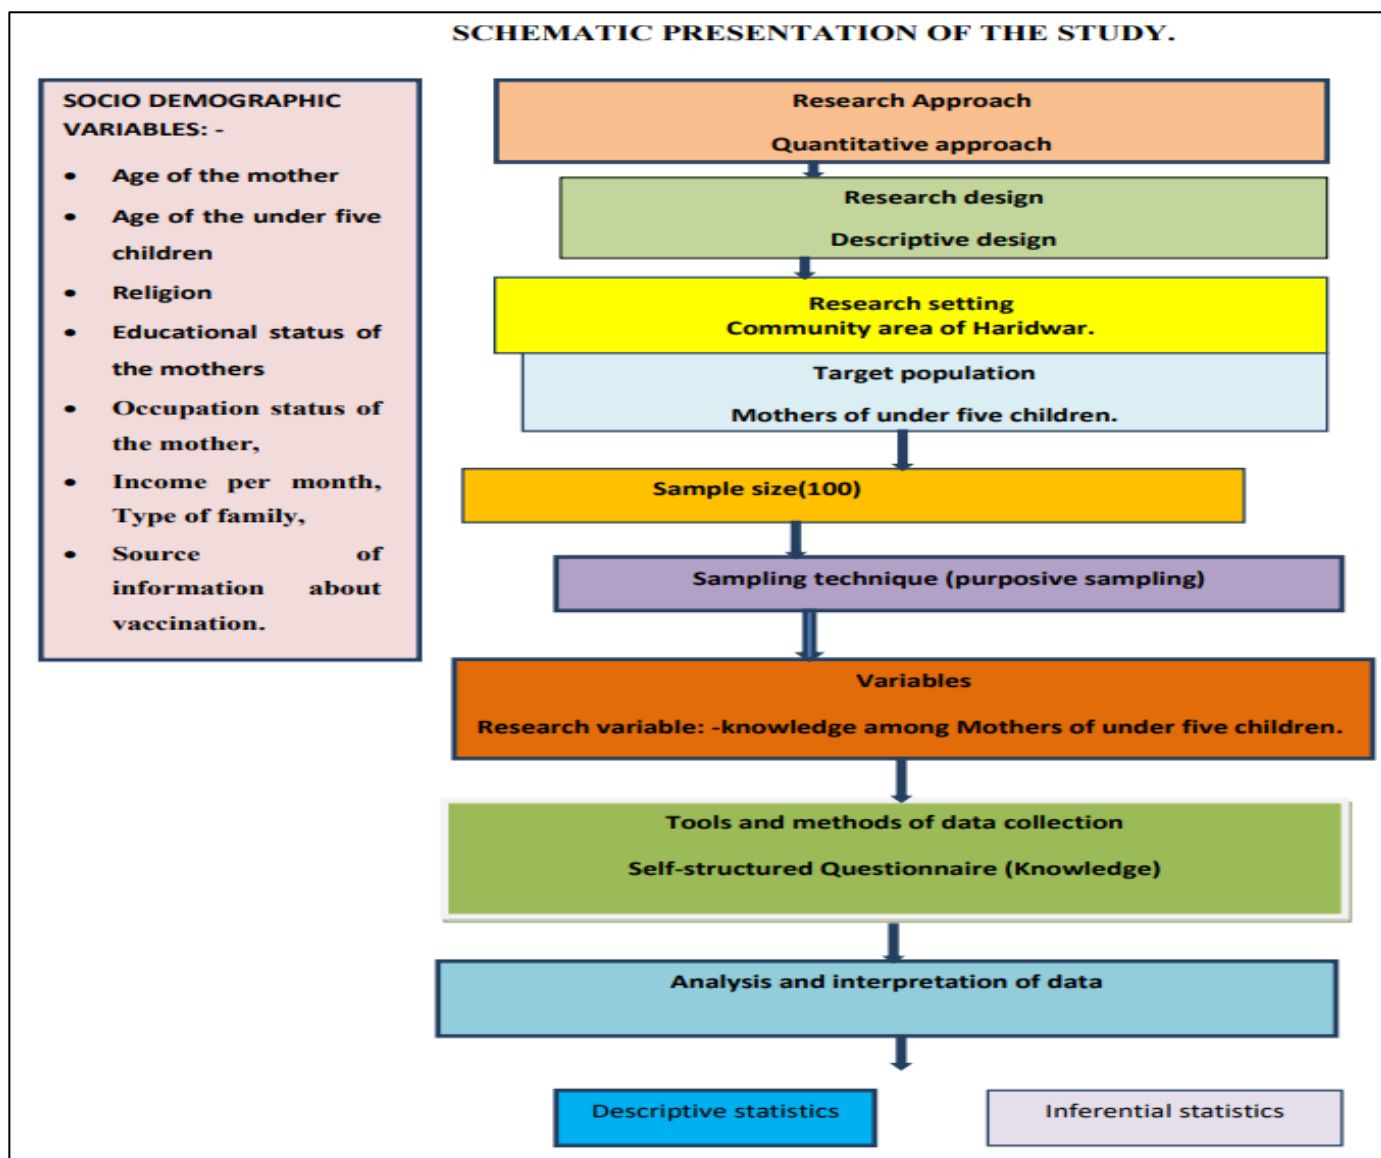 SCHEMATIC PRESENTATION OF THE STUDY.
SOCIO DEMOGRAPHIC
VARIABLES: -
• Age of the mother
• Age of the under five
children
• Religion
• Educational status of
the mothers
• Occupation status of
the mother,
• Income per month,
Type of family,
• Source of
information about
vaccination.
Research Approach
Quantitative approach
Research design
Descriptive design
Research setting
Community area of Haridwar.
Target population
Mothers of under five children.
Sample size(100)
Sampling technique (purposive sampling)
Variables
Research variable: -knowledge among Mothers of under five children.
Tools and methods of data collection
Self-structured Questionnaire (Knowledge)
Analysis and interpretation of data
Descriptive statistics
Inferential statistics